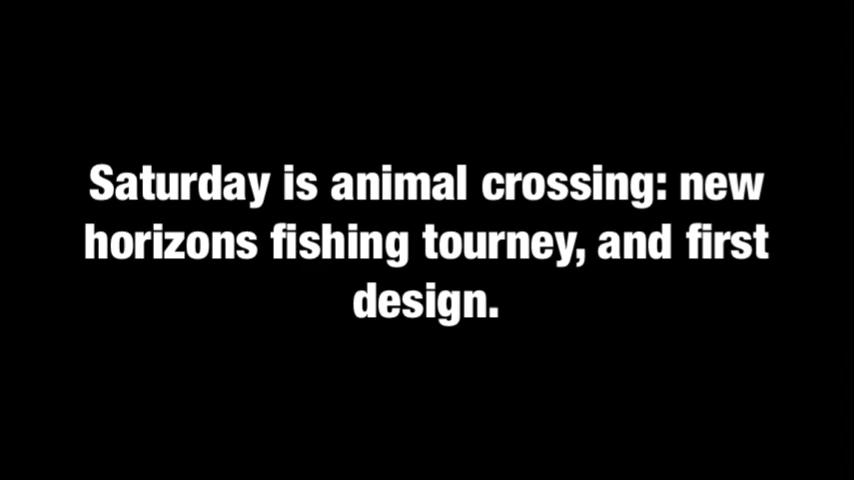 Saturday is animal crossing: new
horizons fishing tourney, and first
design.